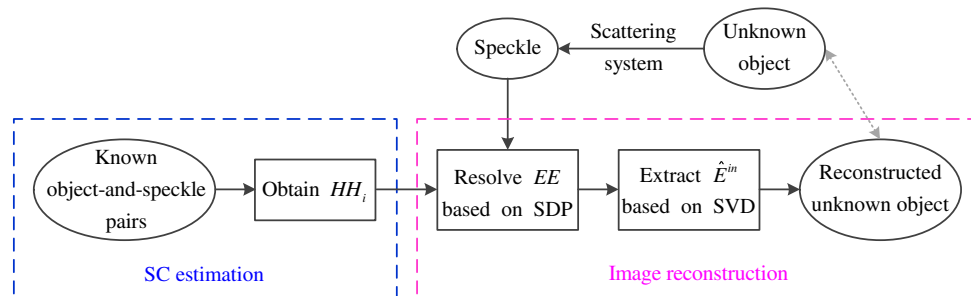 Speckle
Scattering
system
Unknown
object
Known
object-and-speckle
pairs
Obtain HH_i
Resolve EE
based on SDP
Extract Ê^{in}
based on SVD
Reconstructed
unknown object
SC estimation
Image reconstruction